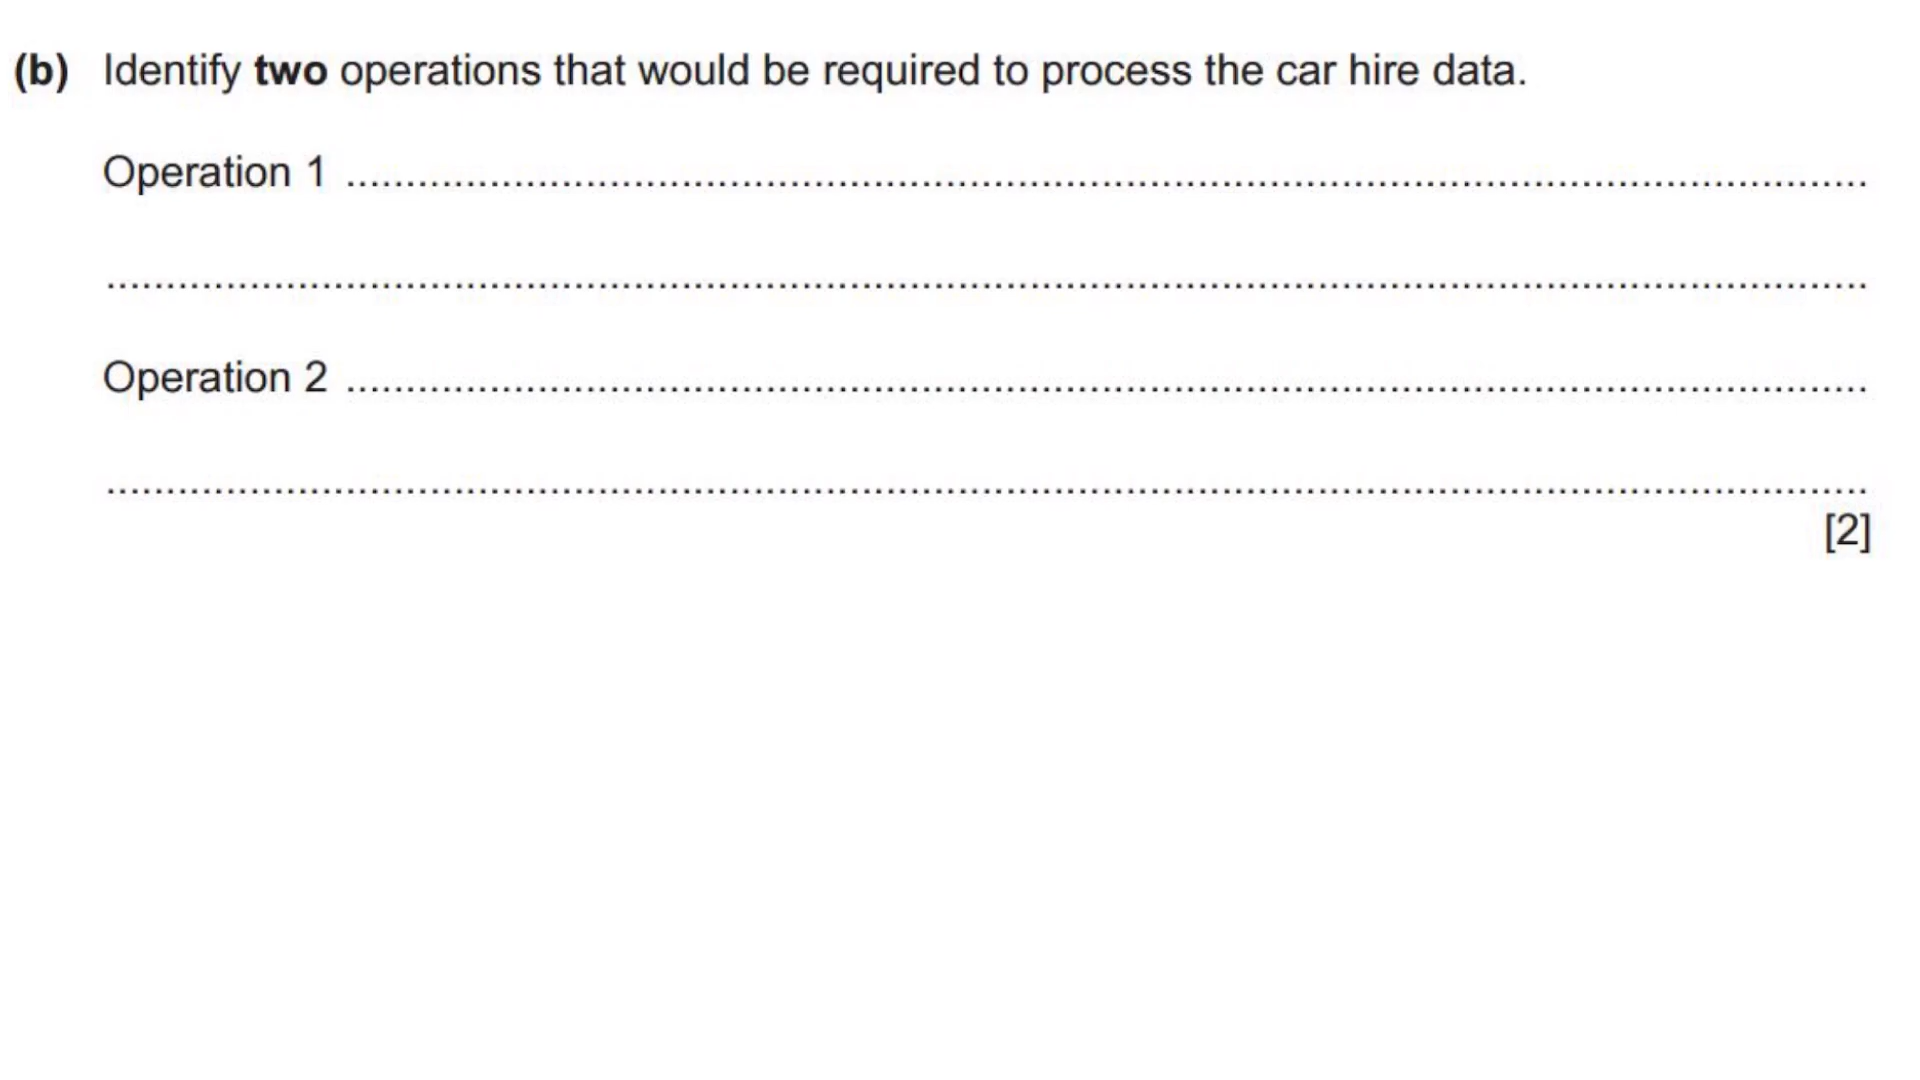 (b) Identify two operations that would be required to process the car hire data.
Operation 1 ..........................................................................................................................
..........................................................................................................................
Operation 2 ..........................................................................................................................
..........................................................................................................................
[2]